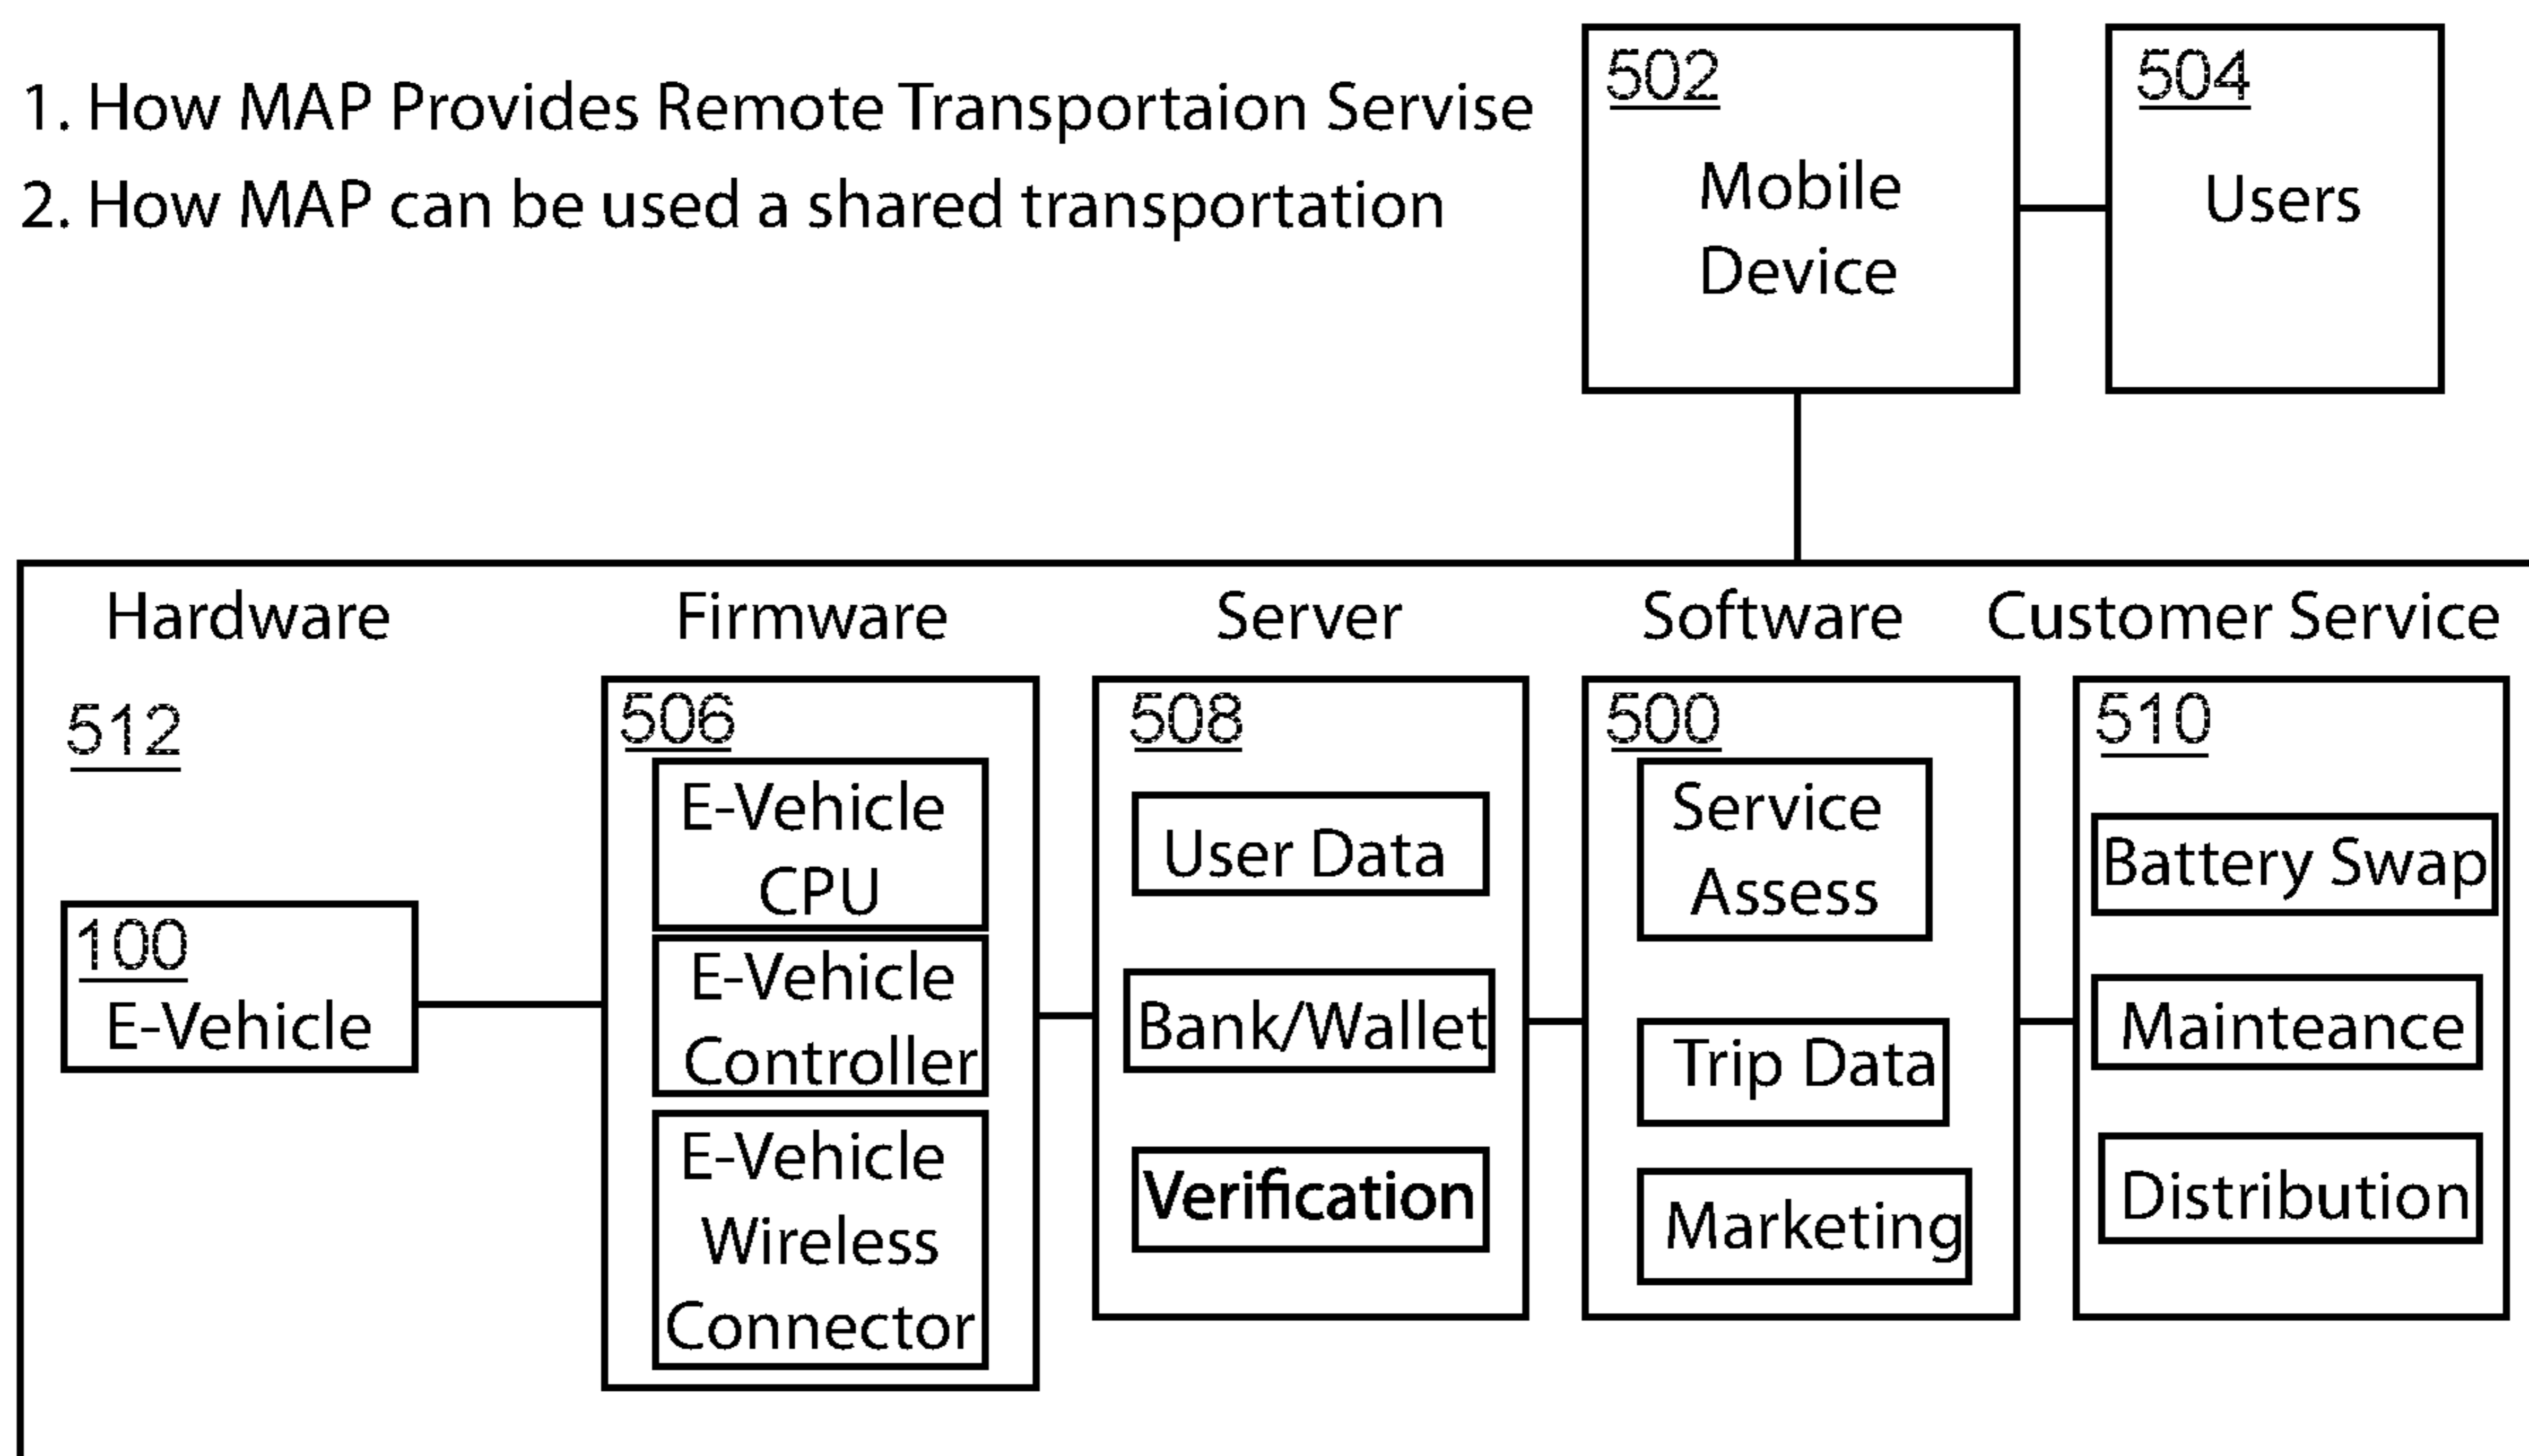 1. How MAP Provides Remote Transportaion Servise
2. How MAP can be used a shared transportation
502
Mobile
Device
504
Users
Hardware
Firmware
Server
Software
Customer Service
512
100
E-Vehicle
506
E-Vehicle
CPU
E-Vehicle
Controller
E-Vehicle
Wireless
Connector
508
User Data
Bank/Wallet
Verification
500
Service
Assess
Trip Data
Marketing
510
Battery Swap
Mainteance
Distribution